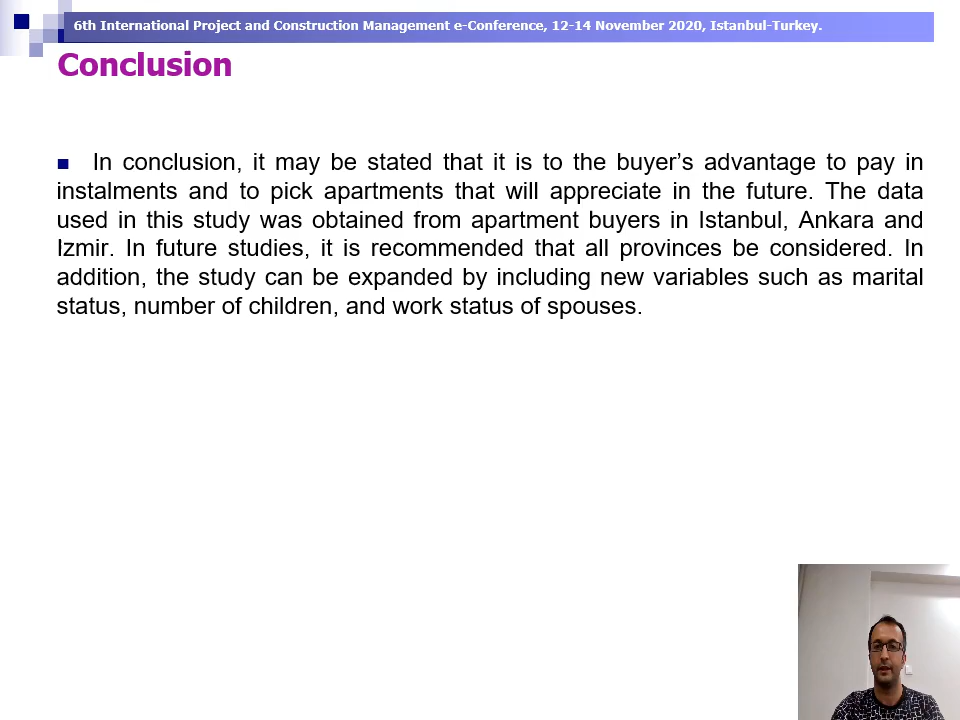 6th International Project and Construction Management e-Conference, 12-14 November 2020, Istanbul-Turkey.
Conclusion
In conclusion, it may be stated that it is to the buyer’s advantage to pay in
instalments and to pick apartments that will appreciate in the future. The data
used in this study was obtained from apartment buyers in Istanbul, Ankara and
Izmir. In future studies, it is recommended that all provinces be considered. In
addition, the study can be expanded by including new variables such as marital
status, number of children, and work status of spouses.